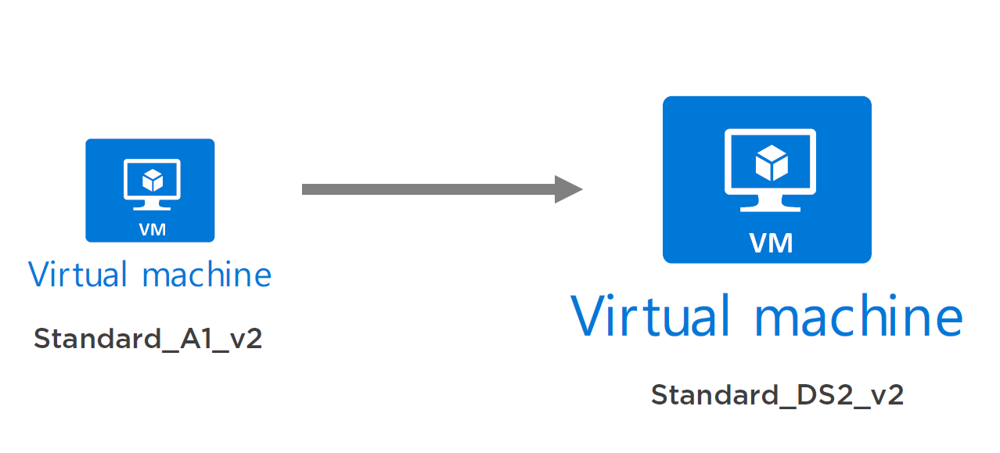 VM
Virtual machine
Standard_A1_v2
VM
Virtual machine
Standard_DS2_v2